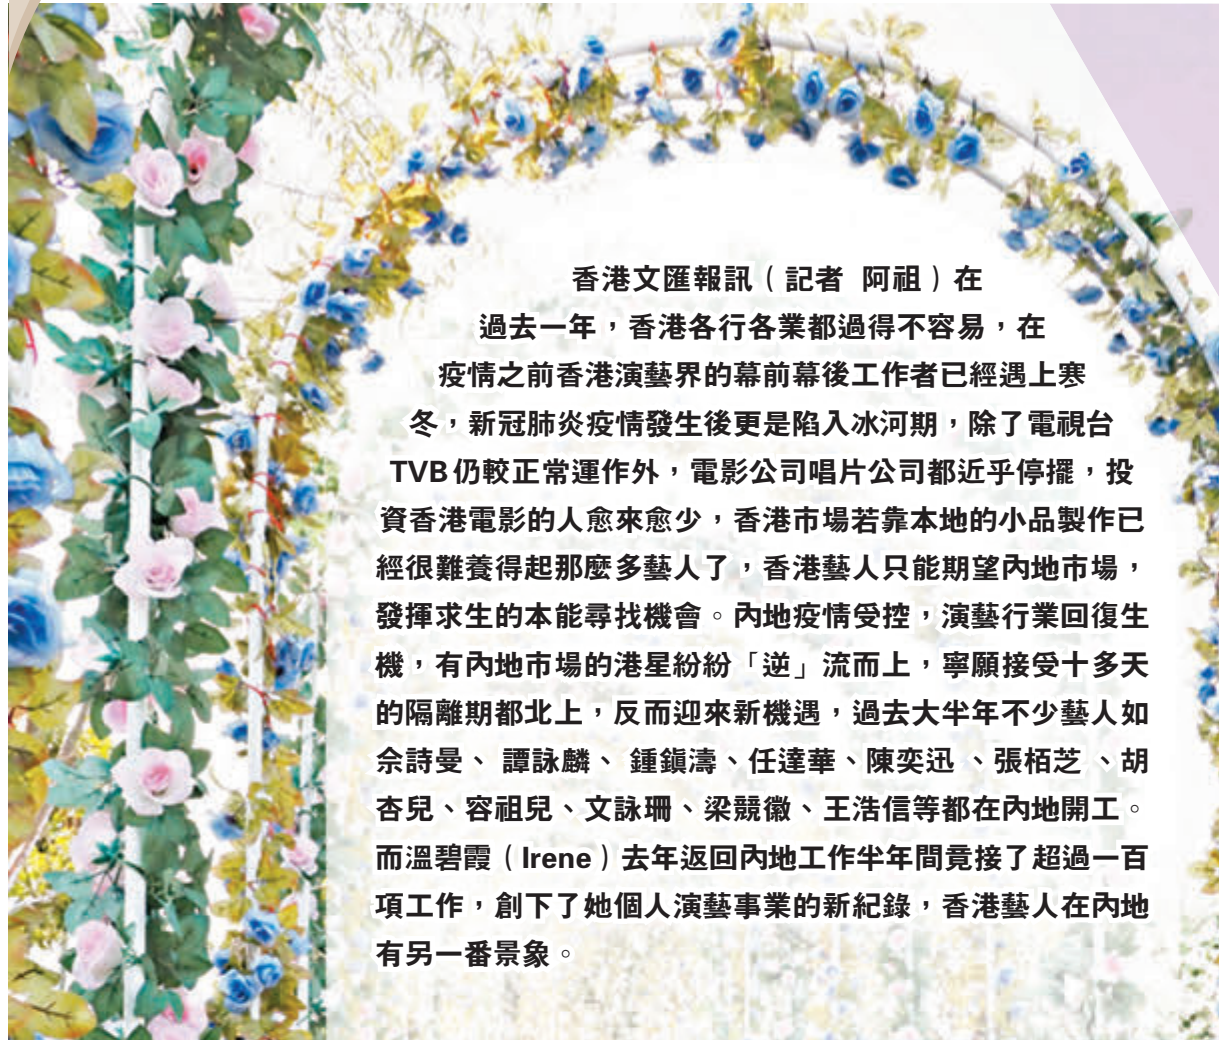 香港文匯報訊（記者 阿祖）在
過去一年，香港各行各業都過得不容易，在
疫情之前香港演藝界的幕前幕後工作者已經遇上寒
冬，新冠肺炎疫情發生後更是陷入冰河期，除了電視台
TVB仍較正常運作外，電影公司唱片公司都近乎停擺，投
資香港電影的人愈來愈少，香港市場若靠本地的小品製作已
經很難養得起那麼多藝人了，香港藝人只能期望內地市場，
發揮求生的本能尋找機會。內地疫情受控，演藝行業回復生
機，有內地市場的港星紛紛「逆」流而上，寧願接受十多天
的隔離期都北上，反而迎來新機遇，過去大半年不少藝人如
佘詩曼、 譚詠麟、 鍾鎮濤、任達華、陳奕迅 、張栢芝 、胡
杏兒、容祖兒、文詠珊、梁競徽、王浩信等都在內地開工。
而溫碧霞（Irene）去年返回內地工作半年間竟接了超過一百
項工作，創下了她個人演藝事業的新紀錄，香港藝人在內地
有另一番景象。